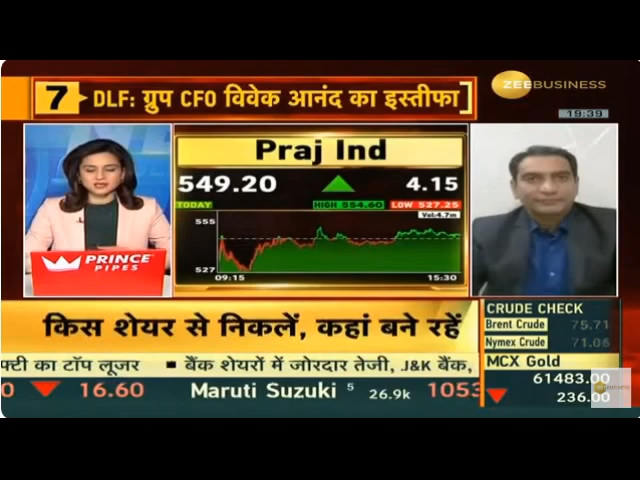 7
DLF: ग्रुप CFO विवेक आनंद का इस्तीफा
ZEEBUSINESS
19:39
Praj Ind
549.20
4.15
TODAY
HIGH 554.60
LOW 527.25
Vol:4.7m
555
527
09:15
15:30
PRINCE
PIPES
किस शेयर से निकलें, कहां बने रहें
CRUDE CHECK
Brent Crude 75.71
Nymex Crude 71.06
MCX Gold
61483.00
236.00
फ्टी का टॉप लूजर
बैंक शेयरों में जोरदार तेजी, J&K बैंक,
0
16.60
Maruti Suzuki 5 26.9k 1053